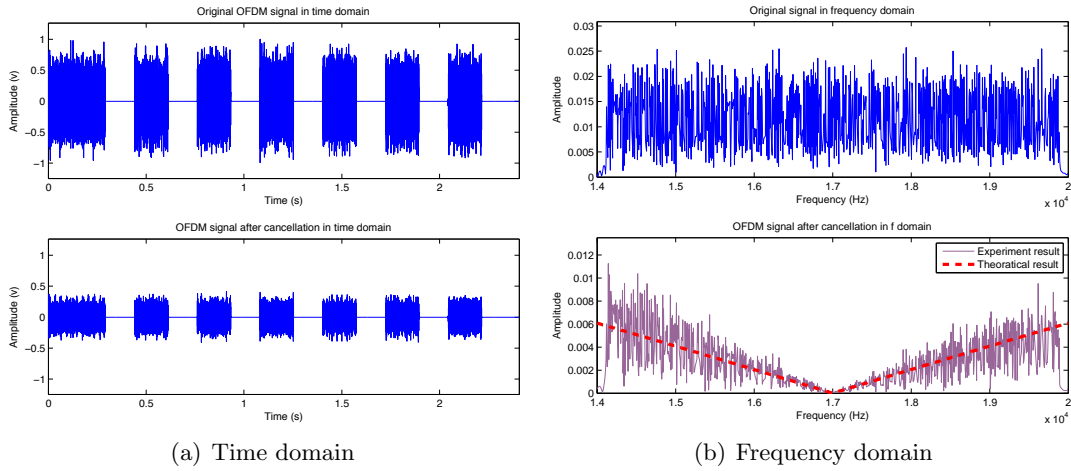 Original OFDM signal in time domain
Amplitude (v)
1
0.5
0
−0.5
−1
0 0.5 1 1.5 2
Time (s)
OFDM signal after cancellation in time domain
Amplitude (v)
1
0.5
0
−0.5
−1
0 0.5 1 1.5 2
Time (s)
(a) Time domain
Original signal in frequency domain
Amplitude
0.03
0.025
0.02
0.015
0.01
0.005
0
1.4 1.5 1.6 1.7 1.8 1.9 2
x 10⁴
Frequency (Hz)
OFDM signal after cancellation in f domain
Experiment result
Theoratical result
Amplitude
0.012
0.01
0.008
0.006
0.004
0.002
0
1.4 1.5 1.6 1.7 1.8 1.9 2
x 10⁴
Frequency (Hz)
(b) Frequency domain